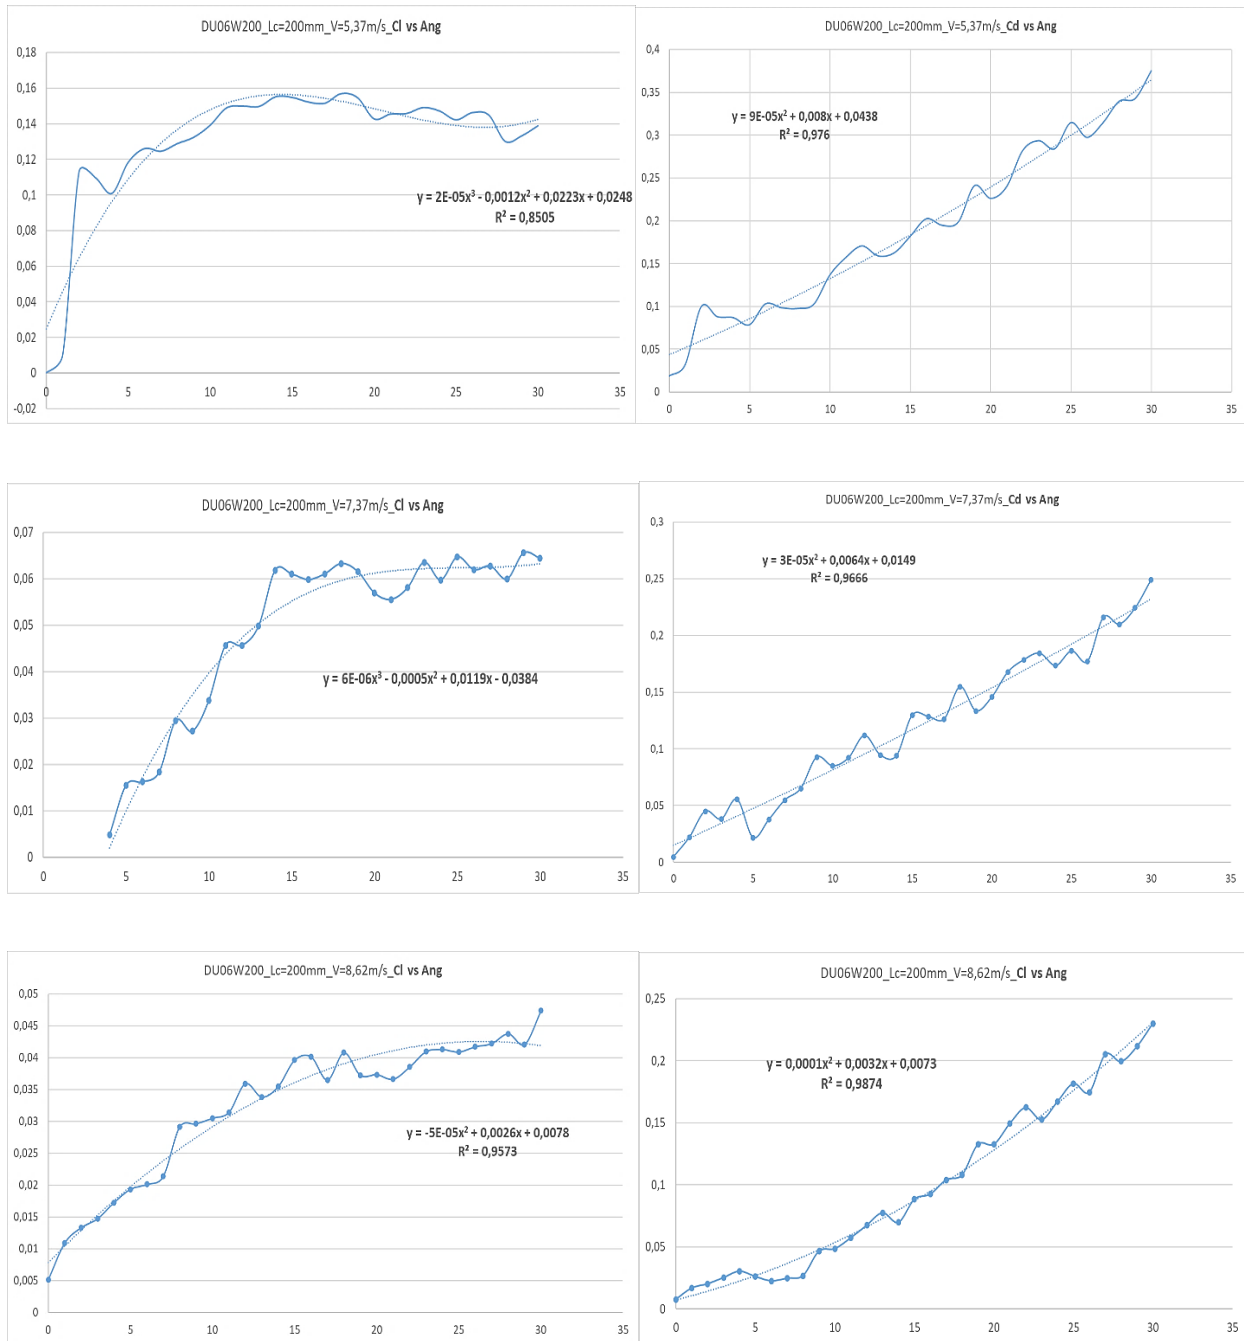 DU06W200_Lc=200mm_V=5,37m/s_Cl vs Ang
0,18
0,16
0,14
0,12
0,1
0,08
0,06
0,04
0,02
0
-0,02
y = 2E-05x³ - 0,0012x² + 0,0223x + 0,0248
R² = 0,8505
0 5 10 15 20 25 30 35
DU06W200_Lc=200mm_V=5,37m/s_Cd vs Ang
0,4
0,35
0,3
0,25
0,2
0,15
0,1
0,05
0
y = 9E-05x² + 0,008x + 0,0438
R² = 0,976
0 5 10 15 20 25 30 35
DU06W200_Lc=200mm_V=7,37m/s_Cl vs Ang
0,07
0,06
0,05
0,04
0,03
0,02
0,01
0
y = 6E-06x³ - 0,0005x² + 0,0119x - 0,0384
0 5 10 15 20 25 30 35
DU06W200_Lc=200mm_V=7,37m/s_Cd vs Ang
0,3
0,25
0,2
0,15
0,1
0,05
0
y = 3E-05x² + 0,0064x + 0,0149
R² = 0,9666
0 5 10 15 20 25 30 35
DU06W200_Lc=200mm_V=8,62m/s_Cl vs Ang
0,05
0,045
0,04
0,035
0,03
0,025
0,02
0,015
0,01
0,005
0
y = -5E-05x² + 0,0026x + 0,0078
R² = 0,9573
0 5 10 15 20 25 30 35
DU06W200_Lc=200mm_V=8,62m/s_Cl vs Ang
0,25
0,2
0,15
0,1
0,05
0
y = 0,0001x² + 0,0032x + 0,0073
R² = 0,9874
0 5 10 15 20 25 30 35